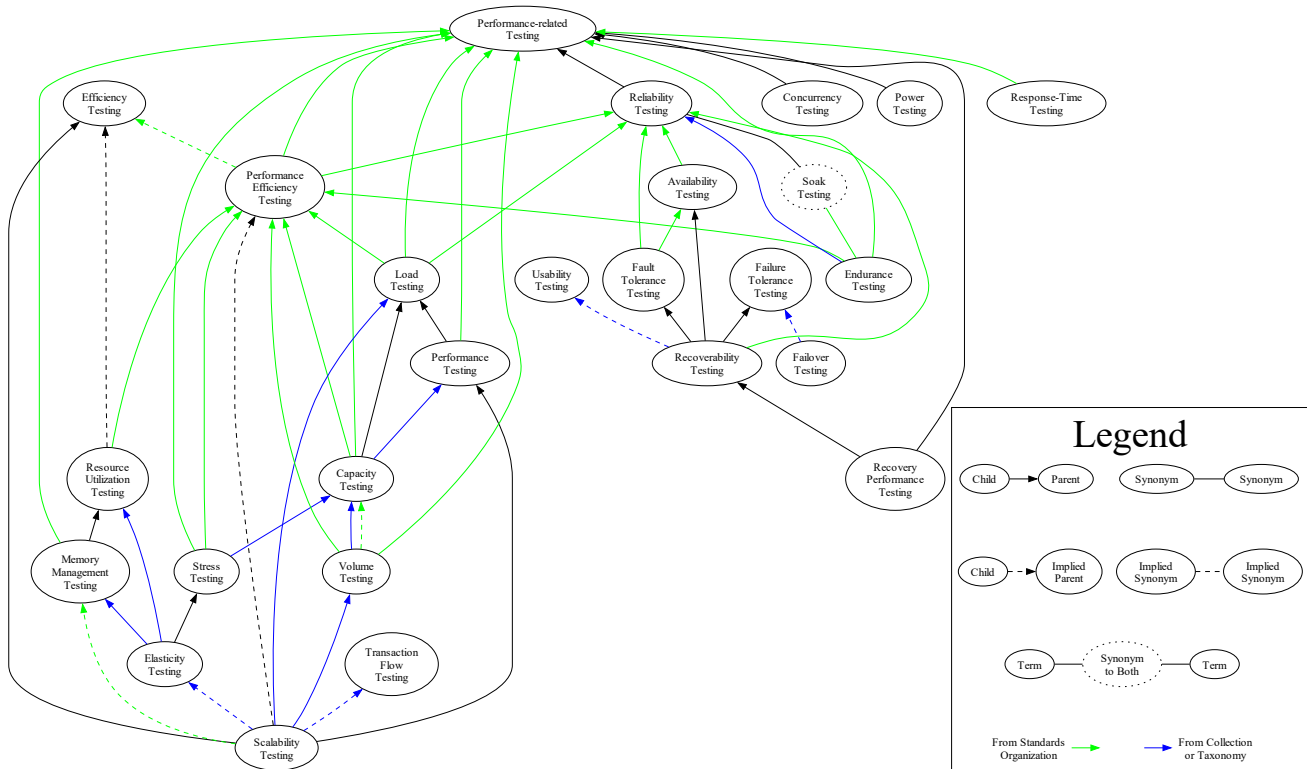 Performance-related
Testing
Efficiency
Testing
Reliability
Testing
Concurrency
Testing
Power
Testing
Response-Time
Testing
Performance
Efficiency
Testing
Availability
Testing
Soak
Testing
Load
Testing
Usability
Testing
Fault
Tolerance
Testing
Failure
Tolerance
Testing
Endurance
Testing
Performance
Testing
Recoverability
Testing
Failover
Testing
Resource
Utilization
Testing
Capacity
Testing
Recovery
Performance
Testing
Memory
Management
Testing
Stress
Testing
Volume
Testing
Elasticity
Testing
Transaction
Flow
Testing
Scalability
Testing
Legend
Child
Parent
Synonym
Synonym
Child
Implied
Parent
Implied
Synonym
Implied
Synonym
Term
Synonym
to Both
Term
From Standards
Organization
From Collection
or Taxonomy